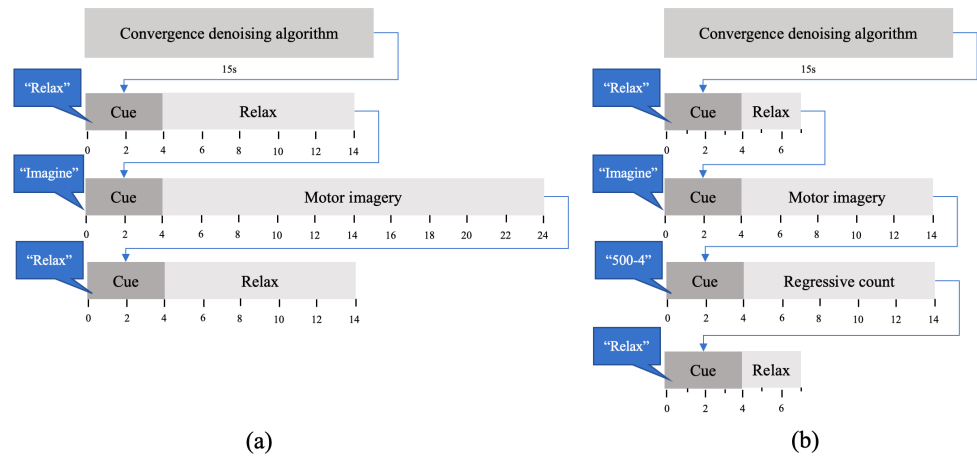 Convergence denoising algorithm
15s
“Relax”
Cue
Relax
0 2 4 6 8 10 12 14
“Imagine”
Cue
Motor imagery
0 2 4 6 8 10 12 14 16 18 20 22 24
“Relax”
Cue
Relax
0 2 4 6 8 10 12 14
(a)
Convergence denoising algorithm
15s
“Relax”
Cue
Relax
0 2 4 6
“Imagine”
Cue
Motor imagery
0 2 4 6 8 10 12 14
“500-4”
Cue
Regressive count
0 2 4 6 8 10 12 14
“Relax”
Cue
Relax
0 2 4 6
(b)